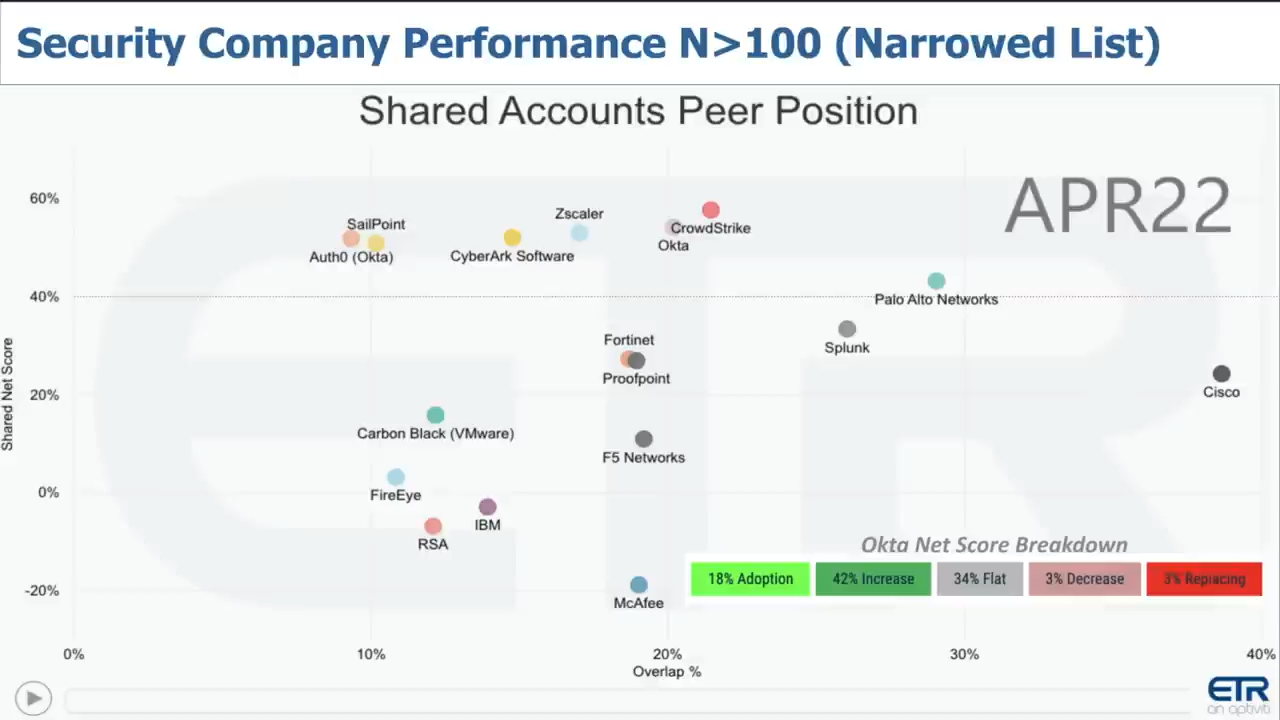 Security Company Performance N>100 (Narrowed List)
Shared Accounts Peer Position
APR22
60%
40%
20%
0%
-20%
Shared Net Score
SailPoint
Auth0 (Okta)
Zscaler
CyberArk Software
CrowdStrike
Okta
Palo Alto Networks
Splunk
Fortinet
Proofpoint
Cisco
Carbon Black (VMware)
F5 Networks
FireEye
IBM
RSA
McAfee
Okta Net Score Breakdown
18% Adoption
42% Increase
34% Flat
3% Decrease
3% Replacing
0%
10%
20%
30%
40%
Overlap %
ETR
an aptiviti